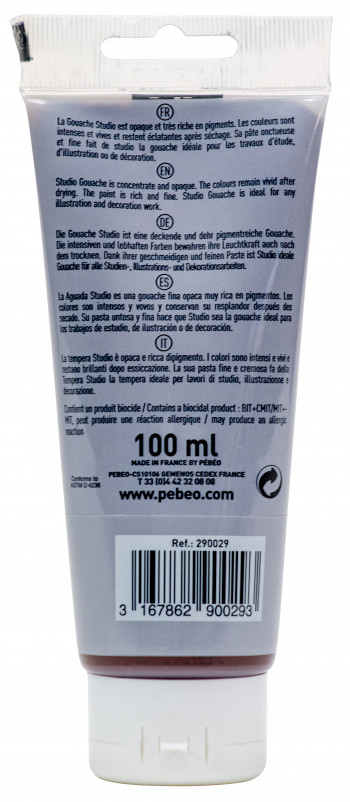 FR
La Gouache Studio est opaque et très riche en pigments. Les couleurs sont
intenses et vives et restent éclatantes après séchage. Sa pâte onctueuse
et fine fait de studio la gouache idéale pour les travaux d'étude,
d'illustration ou de décoration.
EN
Studio Gouache is concentrate and opaque. The colours remain vivid after
drying. The paint is rich and fine. Studio Gouache is ideal for any
illustration and decoration work.
DE
Die Gouache Studio ist eine deckende und dehr pigmentreiche Gouache.
Die intensiven und lebhaften Farben bewahren ihre Leuchtkraft auch nach
dem trocknen. Dank ihrer geschmeidigen und feinen Paste ist Studio ideale
Gouache für alle Studien-, Illustrations- und Dekorationsarbeiten.
ES
La Aguada Studio es una gouache fina opaca muy rica en pigmentos. Los
colores son intensos y vovos y conservan su resplandor después des
secado. Su pasta untosa y fina hace que Studio sea la gouache ideal para
los trabajos de estudio, de ilustración o de decoración.
IT
La tempera Studio è opaca e ricca dipigmenti. I colori sono intensi e vivi e
restano brillanti dopo essiccazione. La sua pasta fine e cremosa fa della
Tempera Studio la tempera ideale per lavori di studio, illustrazione e
decorazione.
Contient un produit biocide / Contains a biocidal product : BIT+CMIT/MIT+
MIT, peut produire une réaction allergique / may produce an allergic
reaction
100 ml
MADE IN FRANCE BY PÉBÉO
Conforms to
ASTM D-4236
PEBEO-CS10106 GEMENOS CEDEX FRANCE
T 33 (0)4 42 32 08 08
www.pebeo.com
Ref.: 290029
3 167862 900293